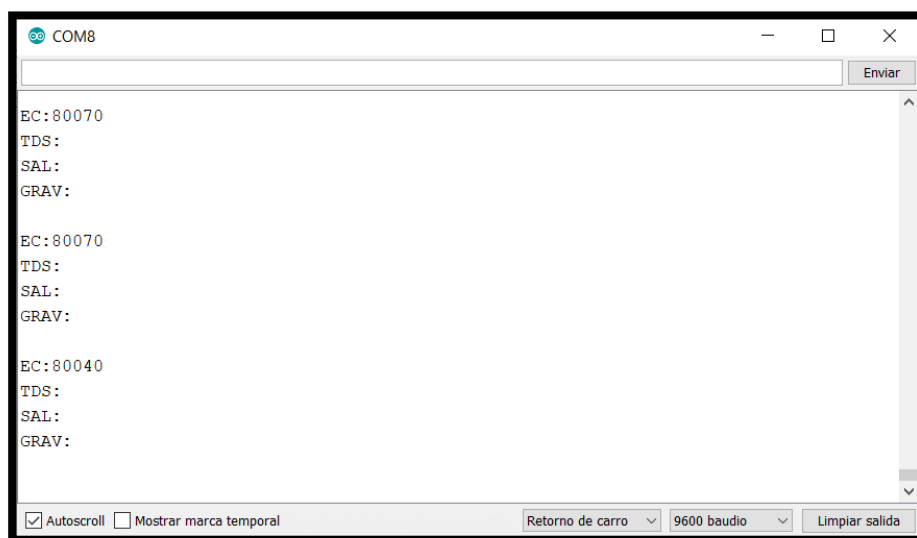 COM8
Enviar
EC:80070
TDS:
SAL:
GRAV:
EC:80070
TDS:
SAL:
GRAV:
EC:80040
TDS:
SAL:
GRAV:
Autoscroll Mostrar marca temporal Retorno de carro 9600 baudio Limpiar salida